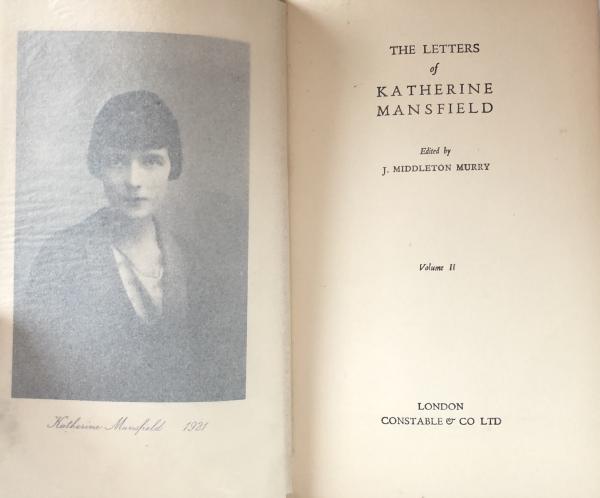 Katherine Mansfield 1921
THE LETTERS
of
KATHERINE
MANSFIELD
Edited by
J. MIDDLETON MURRY
Volume II
LONDON
CONSTABLE & CO LTD